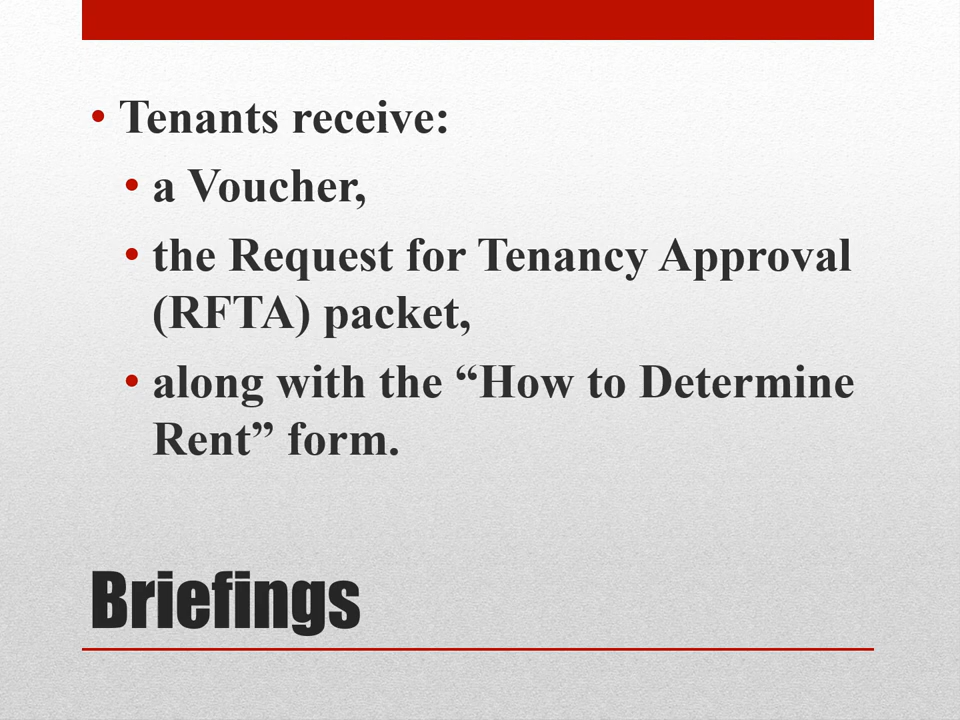 • Tenants receive:
• a Voucher,
• the Request for Tenancy Approval
(RFTA) packet,
• along with the “How to Determine
Rent” form.
Briefings